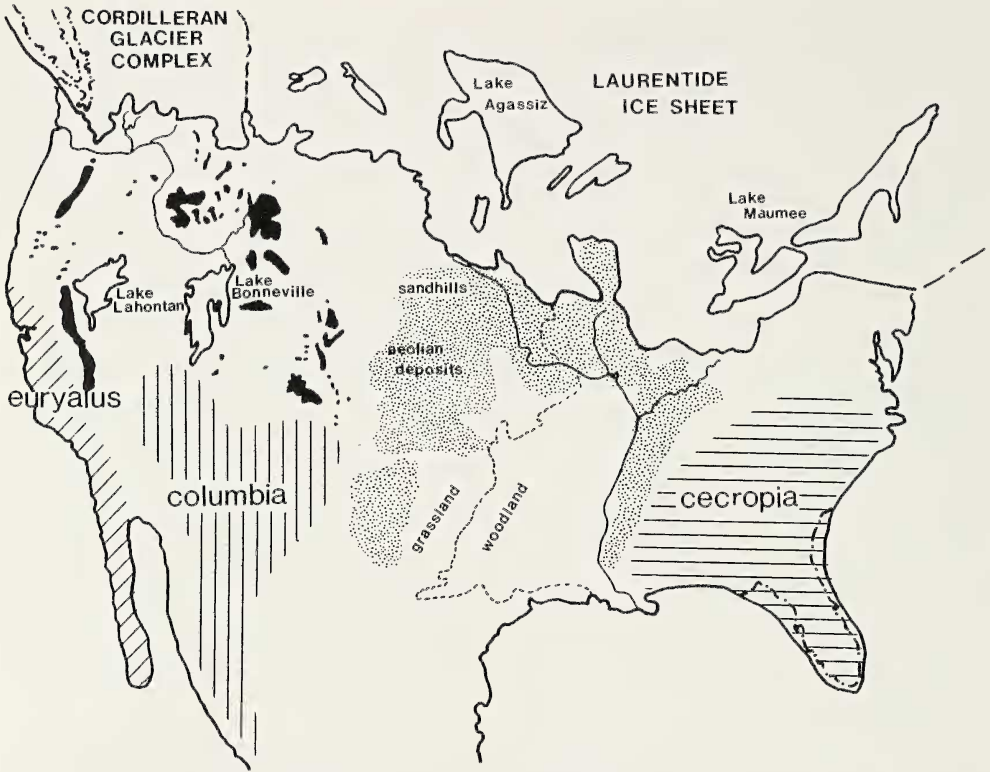 CORDILLERAN
GLACIER
COMPLEX
LAURENTIDE
ICE SHEET
Lake
Agassiz
Lake
Maumee
Lake
Lahontan
Lake
Bonneville
sandhills
aeolian
deposits
euryalus
columbia
grassland
woodland
cecropia